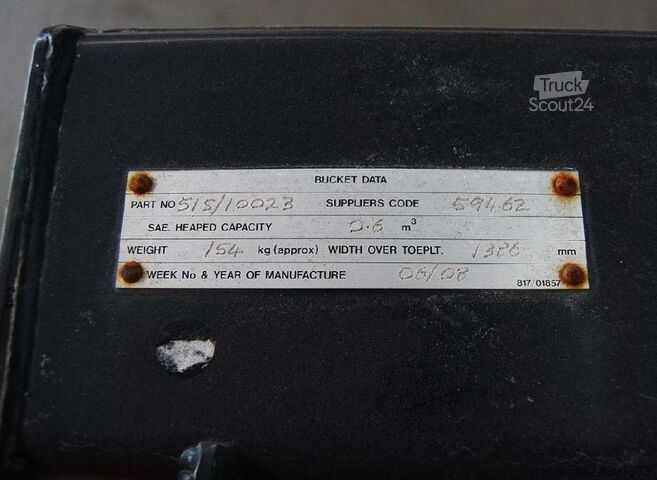 Truck
Scout24
BUCKET DATA
PART NO 515/10023 SUPPLIERS CODE 59462
SAE. HEAPED CAPACITY 0.6 m³
WEIGHT 154 kg (approx) WIDTH OVER TOEPLT. 1386 mm
WEEK No & YEAR OF MANUFACTURE 06/08
817/01857